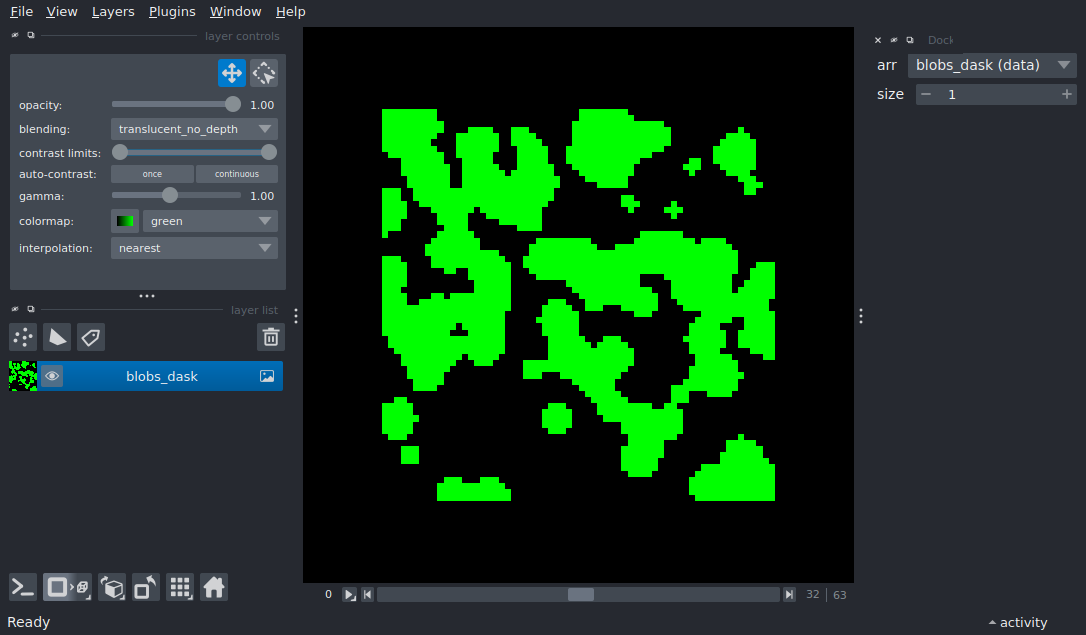 File View Layers Plugins Window Help
layer controls
opacity: 1.00
blending: translucent_no_depth
contrast limits:
auto-contrast: once continuous
gamma: 1.00
colormap: green
interpolation: nearest
layer list
blobs_dask
0 32 63
Ready
activity
Dock
arr blobs_dask (data)
size 1